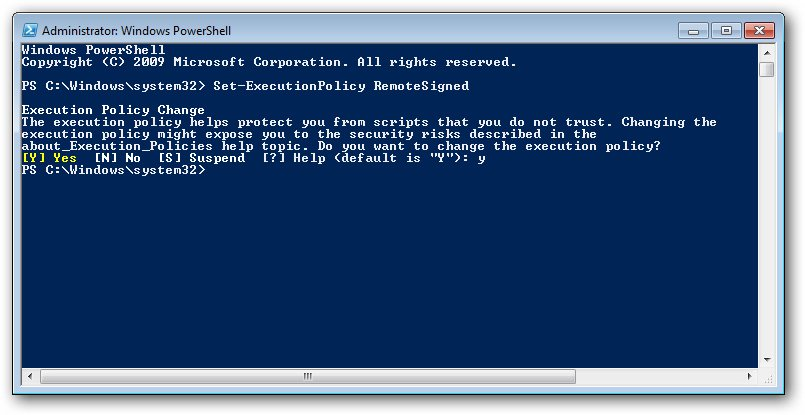 Administrator: Windows PowerShell
Windows PowerShell
Copyright (C) 2009 Microsoft Corporation. All rights reserved.
PS C:\Windows\system32> Set-ExecutionPolicy RemoteSigned
Execution Policy Change
The execution policy helps protect you from scripts that you do not trust. Changing the
execution policy might expose you to the security risks described in the
about_Execution_Policies help topic. Do you want to change the execution policy?
[Y] Yes  [N] No  [S] Suspend  [?] Help (default is "Y"): y
PS C:\Windows\system32>